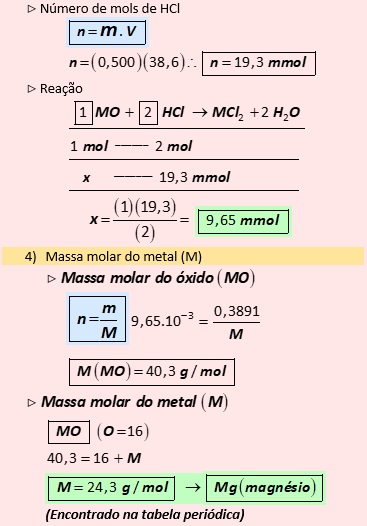 ▷ Número de mols de HCl
n = m . V
n = (0,500)(38,6) ∴ n = 19,3 mmol
▷ Reação
1 MO + 2 HCl → MCl₂ + 2 H₂O
1 mol ——— 2 mol
x ——— 19,3 mmol
x = (1)(19,3) / (2) = 9,65 mmol
4) Massa molar do metal (M)
▷ Massa molar do óxido (MO)
n = m / M 9,65.10⁻³ = 0,3891 / M
M (MO) = 40,3 g / mol
▷ Massa molar do metal (M)
MO (O = 16)
40,3 = 16 + M
M = 24,3 g / mol → Mg (magnésio)
(Encontrado na tabela periódica)